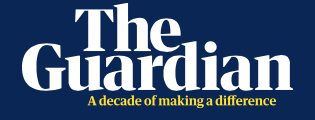 The
Guardian
A decade of making a difference